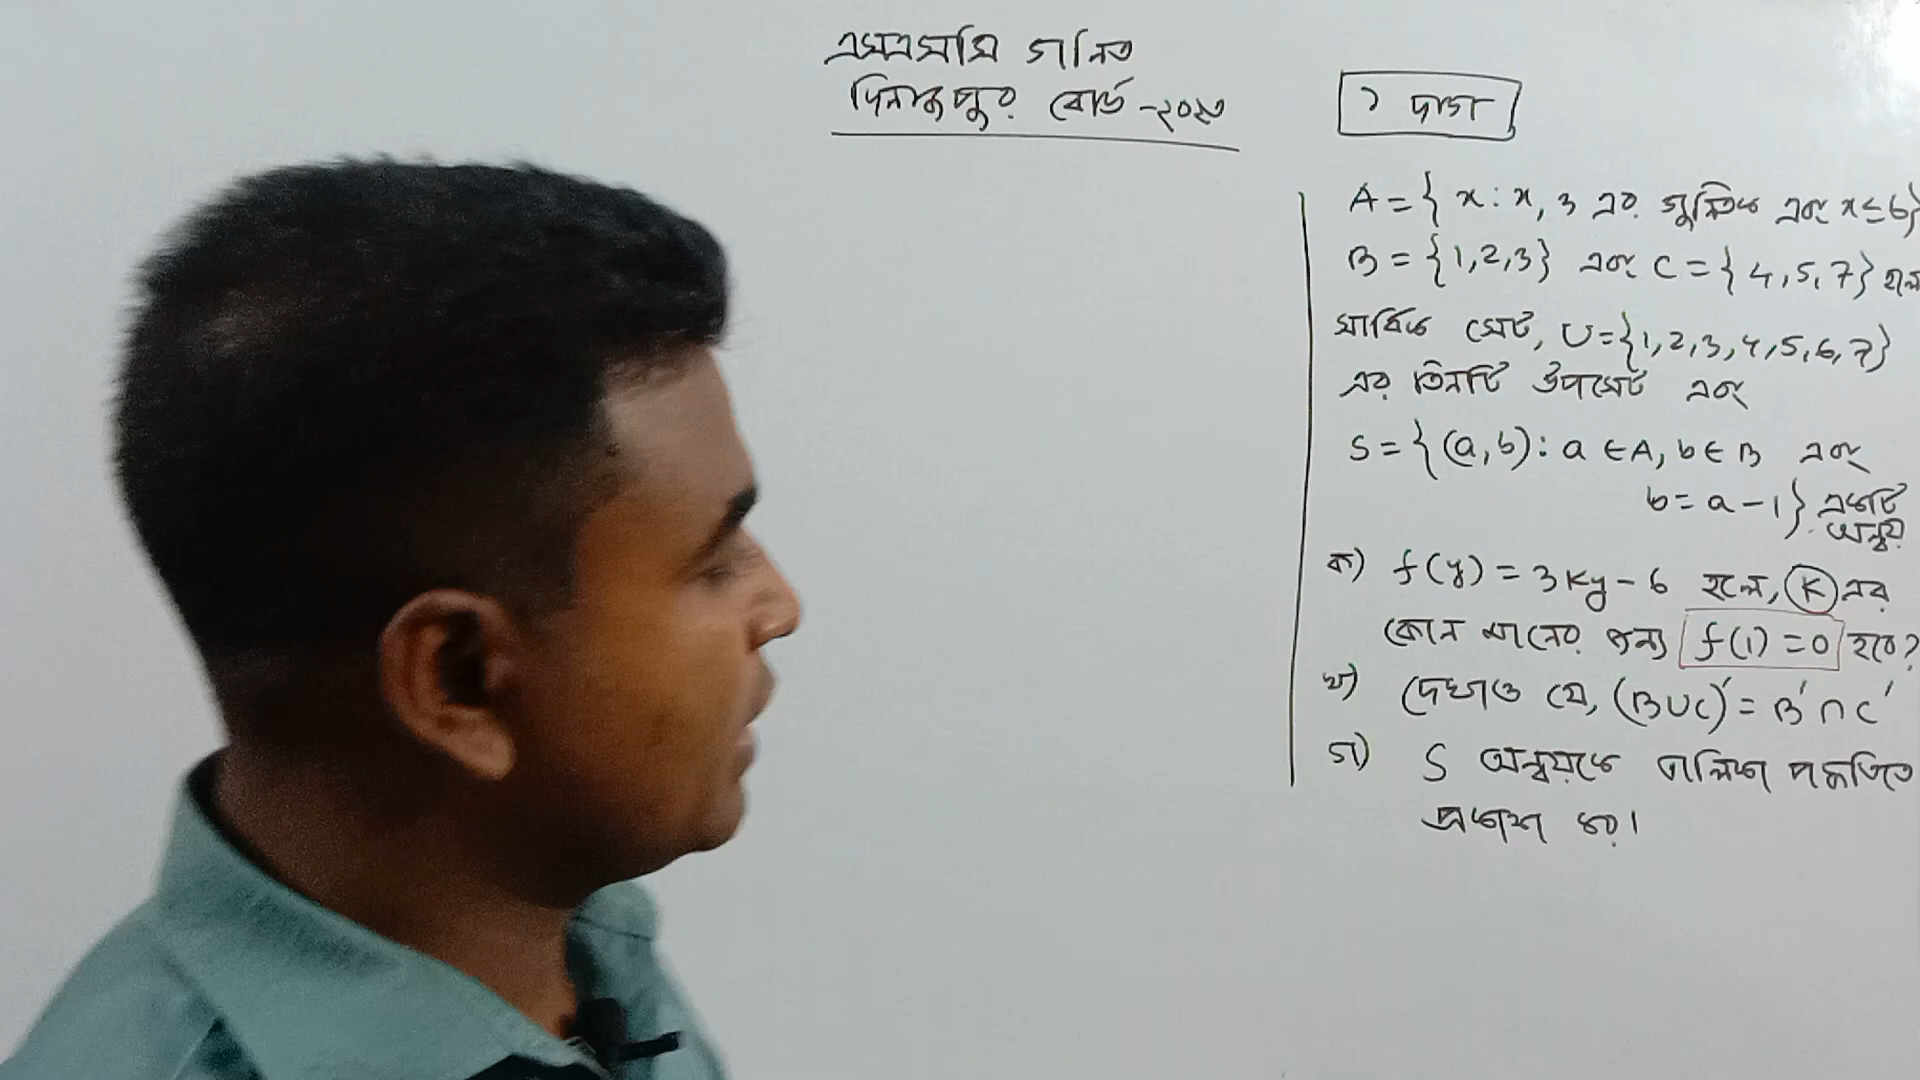 এসএসসি গনিত
দিনাজপুর বোর্ড -২০২৩
১ দাগ
A = { x : x, 3 এর গুনিতক এবং x ≤ 6}
B = {1,2,3} এবং C = { 4,5,7} হলে
সার্বিক সেট, U={1,2,3,4,5,6,7}
এর তিনটি উপসেট এবং
S = { (a, b) : a ∈ A, b ∈ B এবং
b = a - 1} একটি
অন্বয়
ক) f(y) = 3ky - 6 হলে, K এর
কোন মানের জন্য f(1) = 0 হবে?
খ) দেখাও যে, (B∪C)′ = B′ ∩ C′
গ) S অন্বয়কে তালিকা পদ্ধতিতে
প্রকাশ কর।